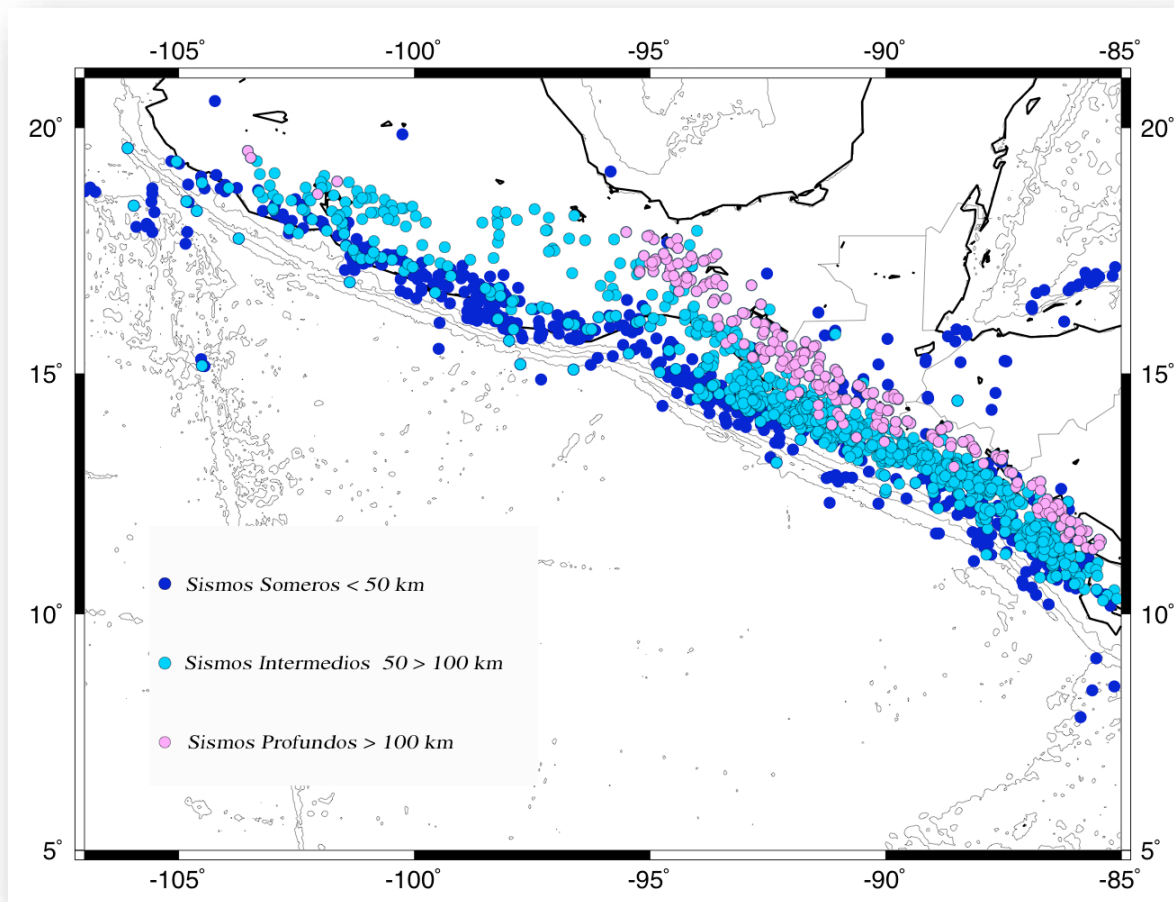 -105° -100° -95° -90° -85°
20° 20°
15° 15°
Sismos Someros < 50 km
10° 10°
Sismos Intermedios 50 > 100 km
Sismos Profundos > 100 km
5° 5°
-105° -100° -95° -90° -85°